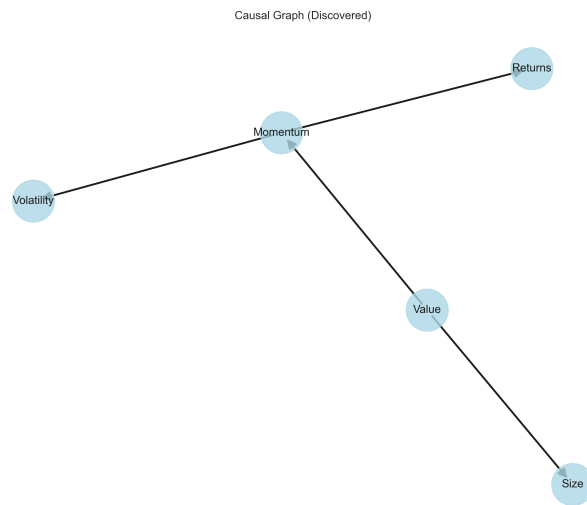 Causal Graph (Discovered)
Returns
Momentum
Volatility
Value
Size